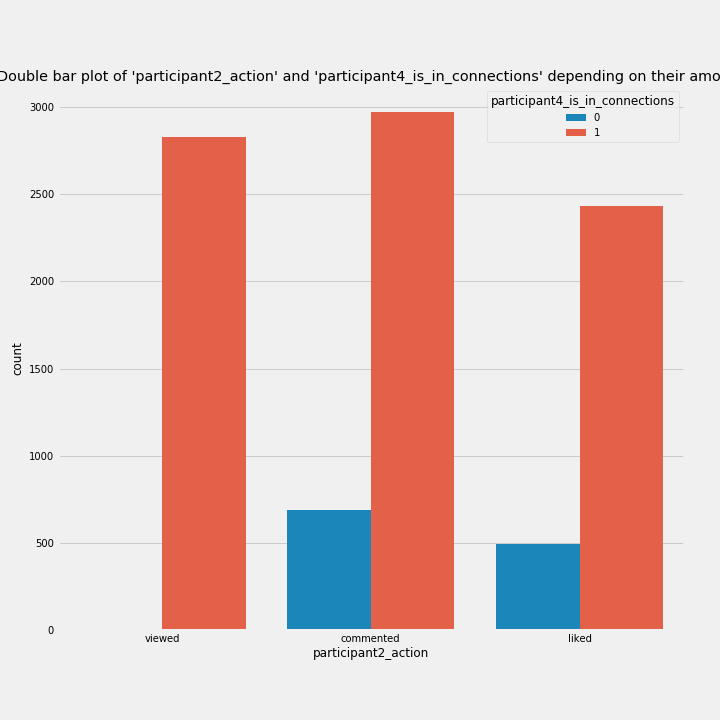 Double bar plot of 'participant2_action' and 'participant4_is_in_connections' depending on their amo
participant4_is_in_connections
0
1
3000
2500
2000
1500
1000
500
0
count
viewed commented liked
participant2_action